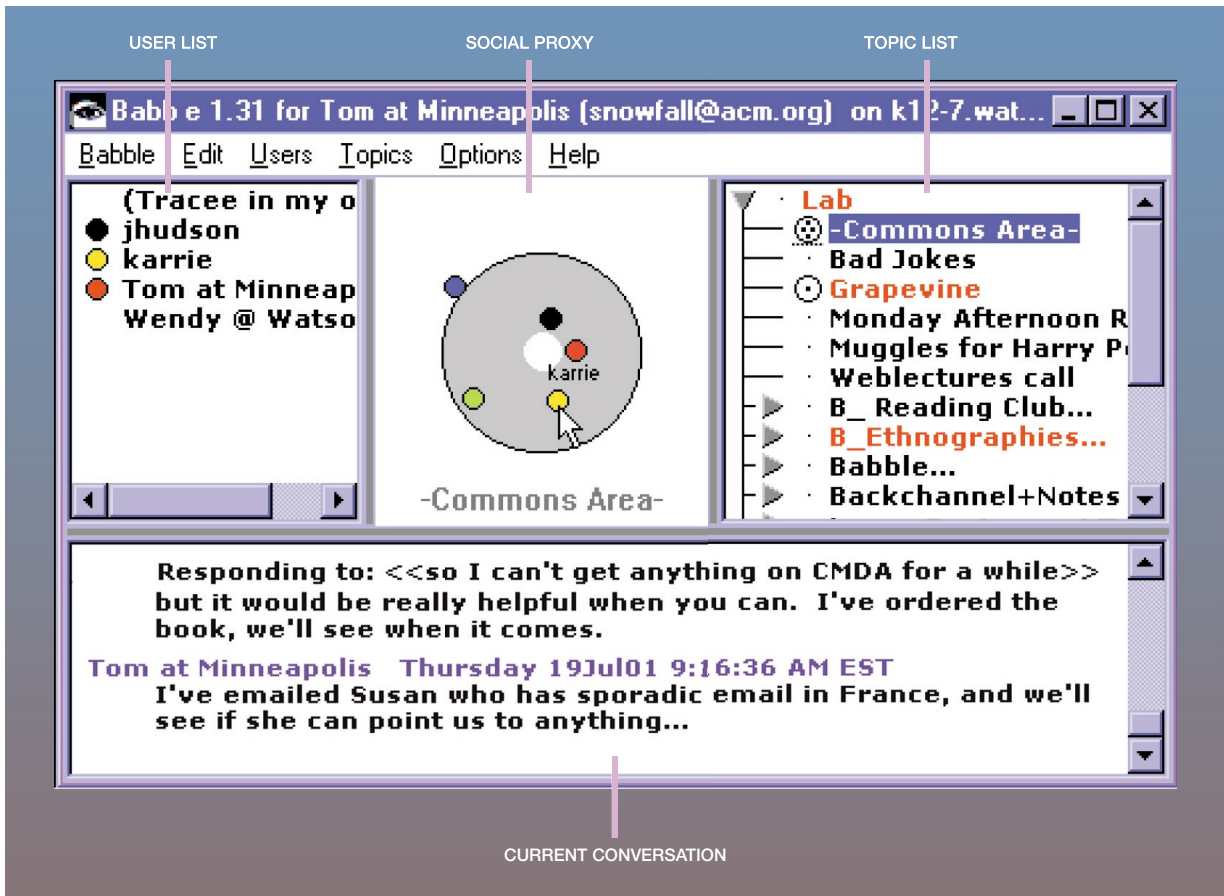 USER LIST
SOCIAL PROXY
TOPIC LIST
Babb e 1.31 for Tom at Minneapolis (snowfall@acm.org) on k12-7.wat...
Babble Edit Users Topics Options Help
(Tracee in my o
jhudson
karrie
Tom at Minneap
Wendy @ Watso
karrie
-Commons Area-
Lab
-Commons Area-
Bad Jokes
Grapevine
Monday Afternoon R
Muggles for Harry P
Weblectures call
B_ Reading Club...
B_Ethnographies...
Babble...
Backchannel+Notes
Responding to: <<so I can't get anything on CMDA for a while>>
but it would be really helpful when you can. I've ordered the
book, we'll see when it comes.
Tom at Minneapolis Thursday 19Jul01 9:16:36 AM EST
I've emailed Susan who has sporadic email in France, and we'll
see if she can point us to anything...
CURRENT CONVERSATION